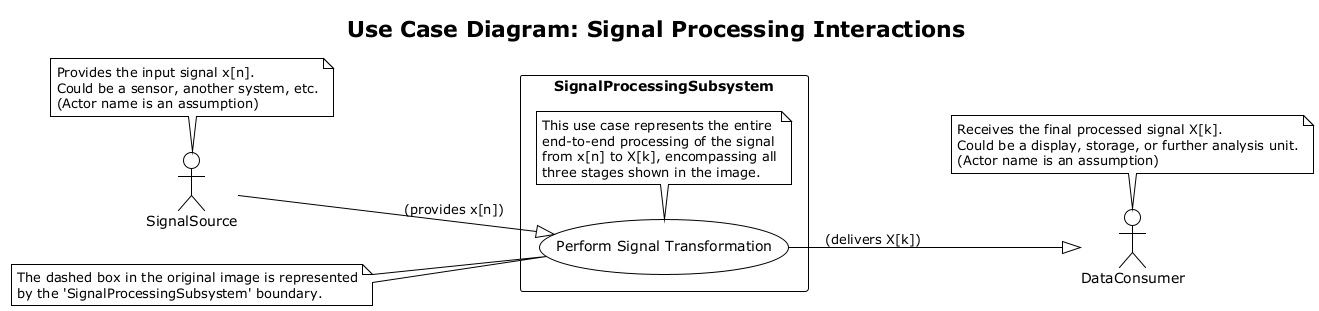 Use Case Diagram: Signal Processing Interactions
Provides the input signal x[n].
Could be a sensor, another system, etc.
(Actor name is an assumption)
SignalSource
(provides x[n])
SignalProcessingSubsystem
This use case represents the entire
end-to-end processing of the signal
from x[n] to X[k], encompassing all
three stages shown in the image.
Perform Signal Transformation
(delivers X[k])
Receives the final processed signal X[k].
Could be a display, storage, or further analysis unit.
(Actor name is an assumption)
DataConsumer
The dashed box in the original image is represented
by the 'SignalProcessingSubsystem' boundary.